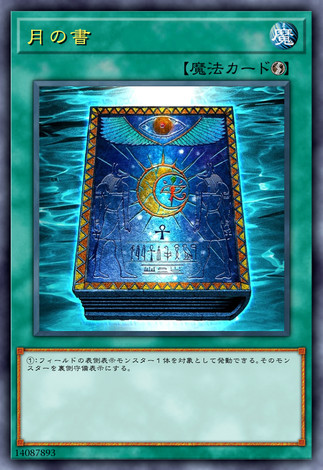 月の書
魔
【魔法カード】
①:フィールドの表側表示モンスター1体を対象として発動できる。そのモン
スターを裏側守備表示にする。
14087893